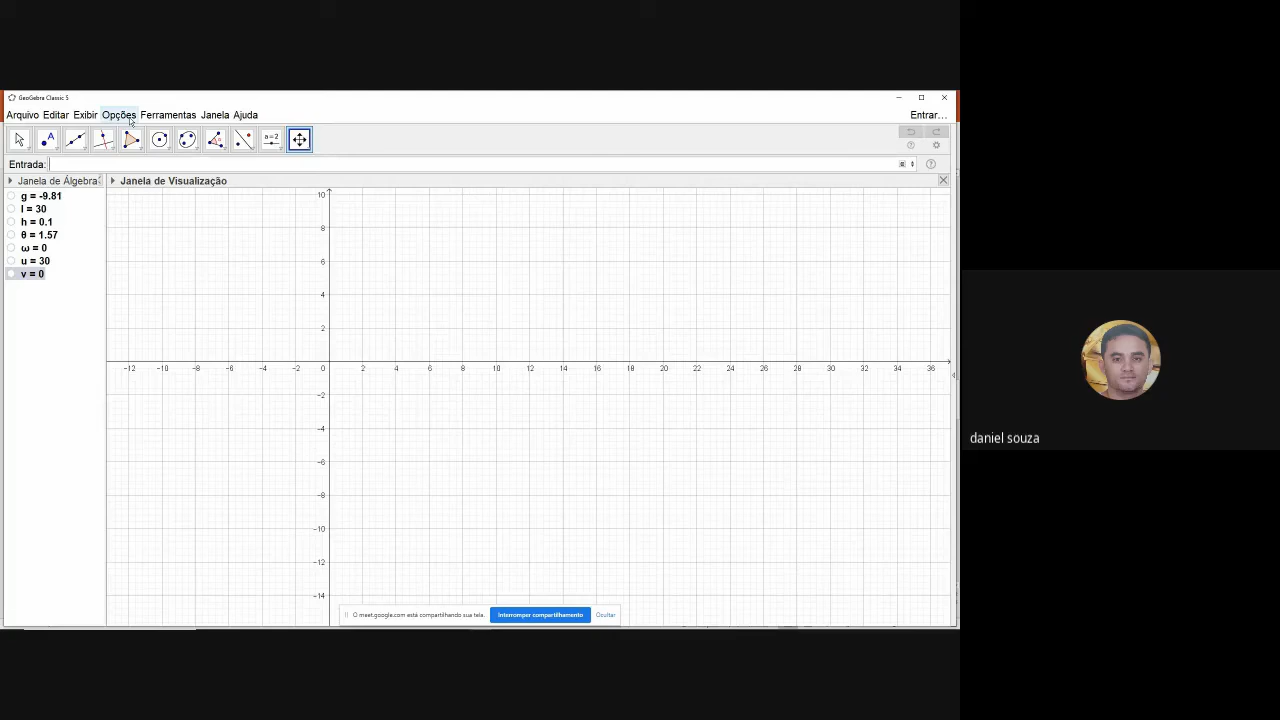 GeoGebra Classic 5
Arquivo Editar Exibir Opções Ferramentas Janela Ajuda
Entrar...
A
a=2
Entrada:
α
Janela de Álgebra
Janela de Visualização
g = -9.81
l = 30
h = 0.1
θ = 1.57
ω = 0
u = 30
v = 0
10
8
6
4
2
−12 −10 −8 −6 −4 −2 0 2 4 6 8 10 12 14 16 18 20 22 24 26 28 30 32 34 36
−2
−4
−6
−8
−10
−12
−14
O meet.google.com está compartilhando sua tela.
Interromper compartilhamento
Ocultar
daniel souza